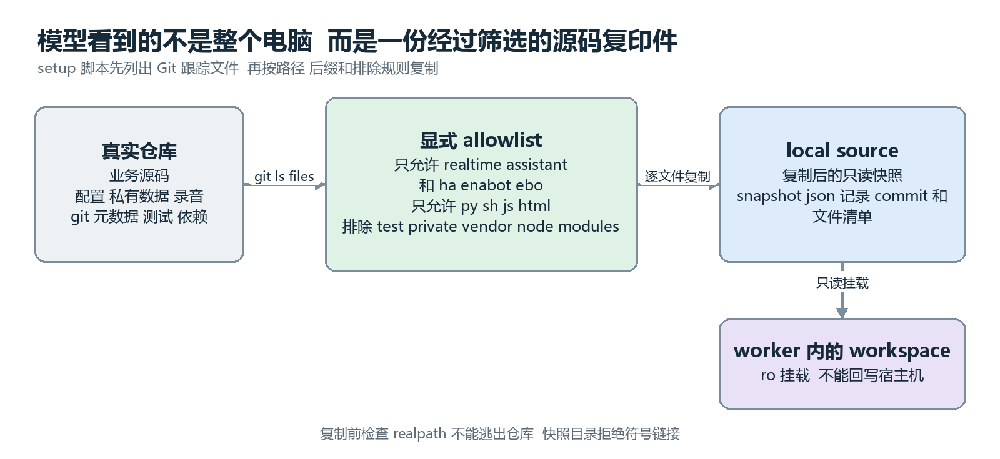 模型看到的不是整个电脑 而是一份经过筛选的源码复印件
setup 脚本先列出 Git 跟踪文件 再按路径 后缀和排除规则复制
真实仓库
业务源码
配置 私有数据 录音
git 元数据 测试 依赖
git ls files
显式 allowlist
只允许 realtime assistant
和 ha enabot ebo
只允许 py sh js html
排除 test private vendor node modules
逐文件复制
local source
复制后的只读快照
snapshot json 记录 commit 和
文件清单
只读挂载
worker 内的 workspace
ro 挂载 不能回写宿主机
复制前检查 realpath 不能逃出仓库 快照目录拒绝符号链接